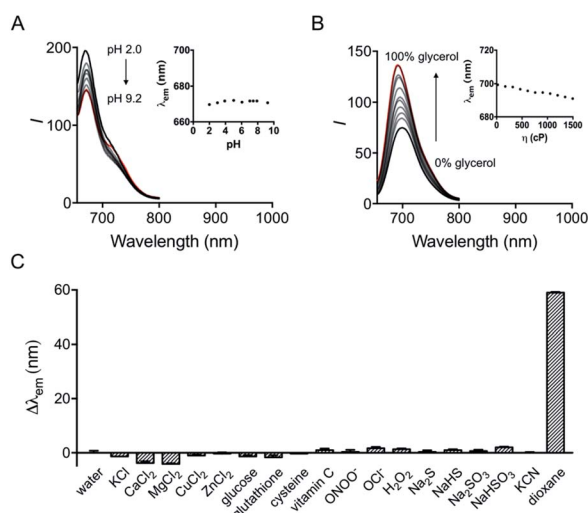 A
200
150
100
50
0
I
pH 2.0
pH 9.2
700
680
660
λem (nm)
0 2 4 6 8 10
pH
700 800 900 1000
Wavelength (nm)
B
150
100
50
0
I
100% glycerol
0% glycerol
720
700
680
λem (nm)
0 500 1000 1500
η (cP)
700 800 900 1000
Wavelength (nm)
C
60
40
20
0
Δλem (nm)
water
KCl
CaCl2
MgCl2
CuCl2
ZnCl2
glucose
glutathione
cysteine
vitamin C
ONOO-
OCl-
H2O2
Na2S
NaHS
Na2SO3
NaHSO3
KCN
dioxane